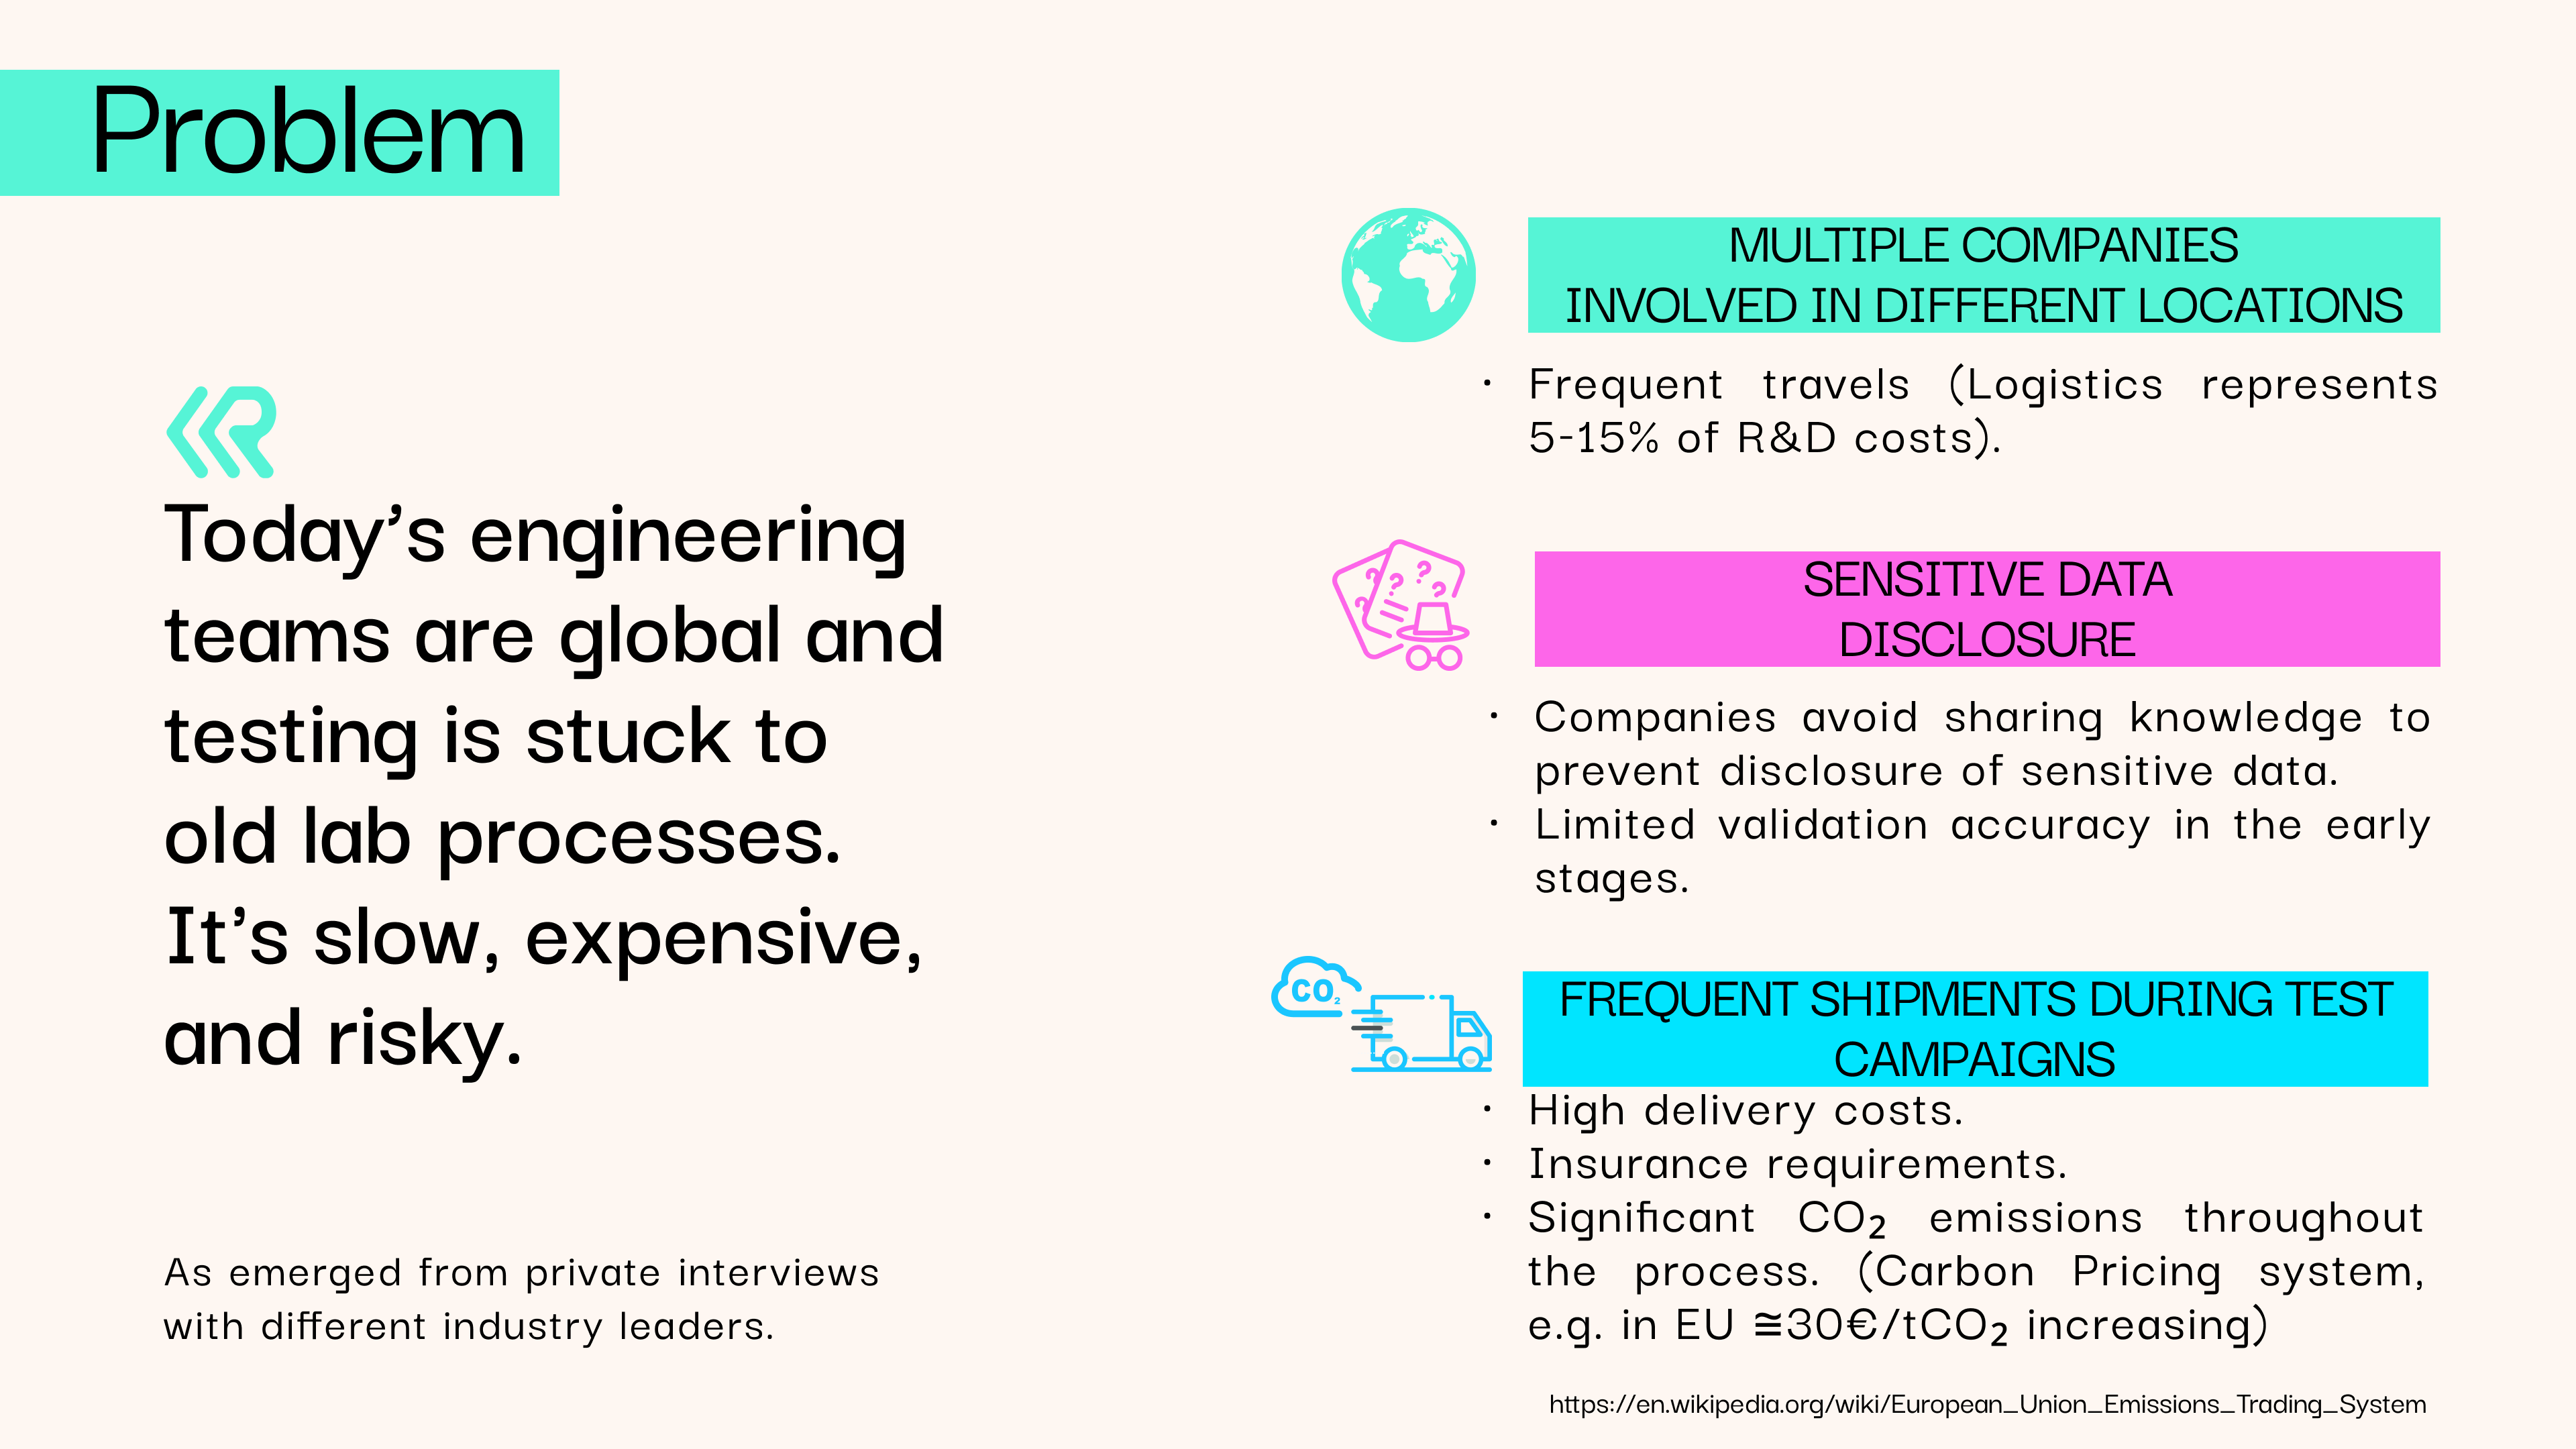 Problem
Today's engineering
teams are global and
testing is stuck to
old lab processes.
It's slow, expensive,
and risky.
As emerged from private interviews
with different industry leaders.
MULTIPLE COMPANIES
INVOLVED IN DIFFERENT LOCATIONS
· Frequent travels (Logistics represents
5-15% of R&D costs).
SENSITIVE DATA
DISCLOSURE
· Companies avoid sharing knowledge to
prevent disclosure of sensitive data.
· Limited validation accuracy in the early
stages.
CO₂
FREQUENT SHIPMENTS DURING TEST
CAMPAIGNS
· High delivery costs.
· Insurance requirements.
· Significant CO₂ emissions throughout
the process. (Carbon Pricing system,
e.g. in EU ≅30€/tCO₂ increasing)
https://en.wikipedia.org/wiki/European_Union_Emissions_Trading_System